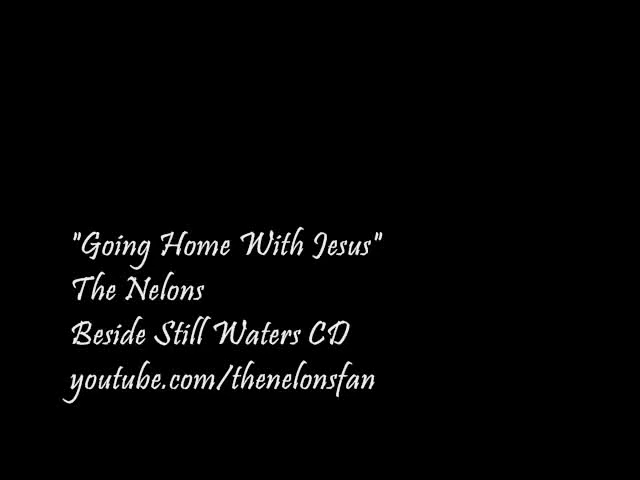 "Going Home With Jesus"
The Nelons
Beside Still Waters CD
youtube.com/thenelonsfan